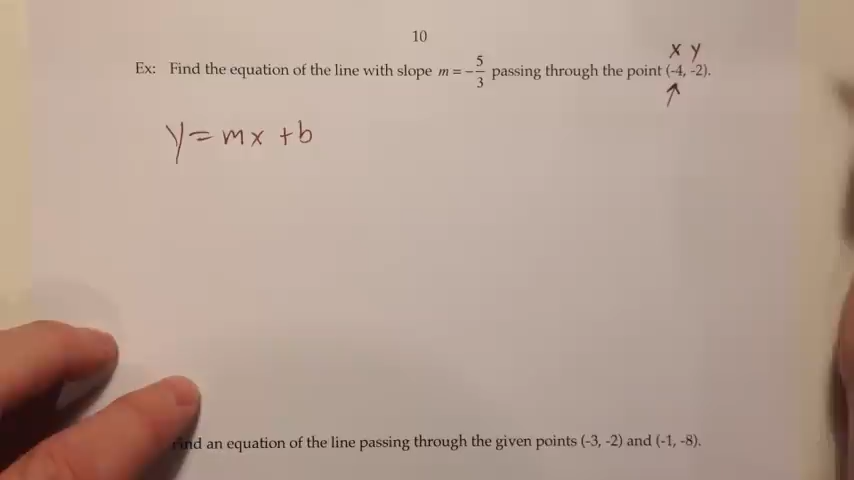 10
x y
Ex: Find the equation of the line with slope m = -5/3 passing through the point (-4, -2).
y = mx + b
find an equation of the line passing through the given points (-3, -2) and (-1, -8).